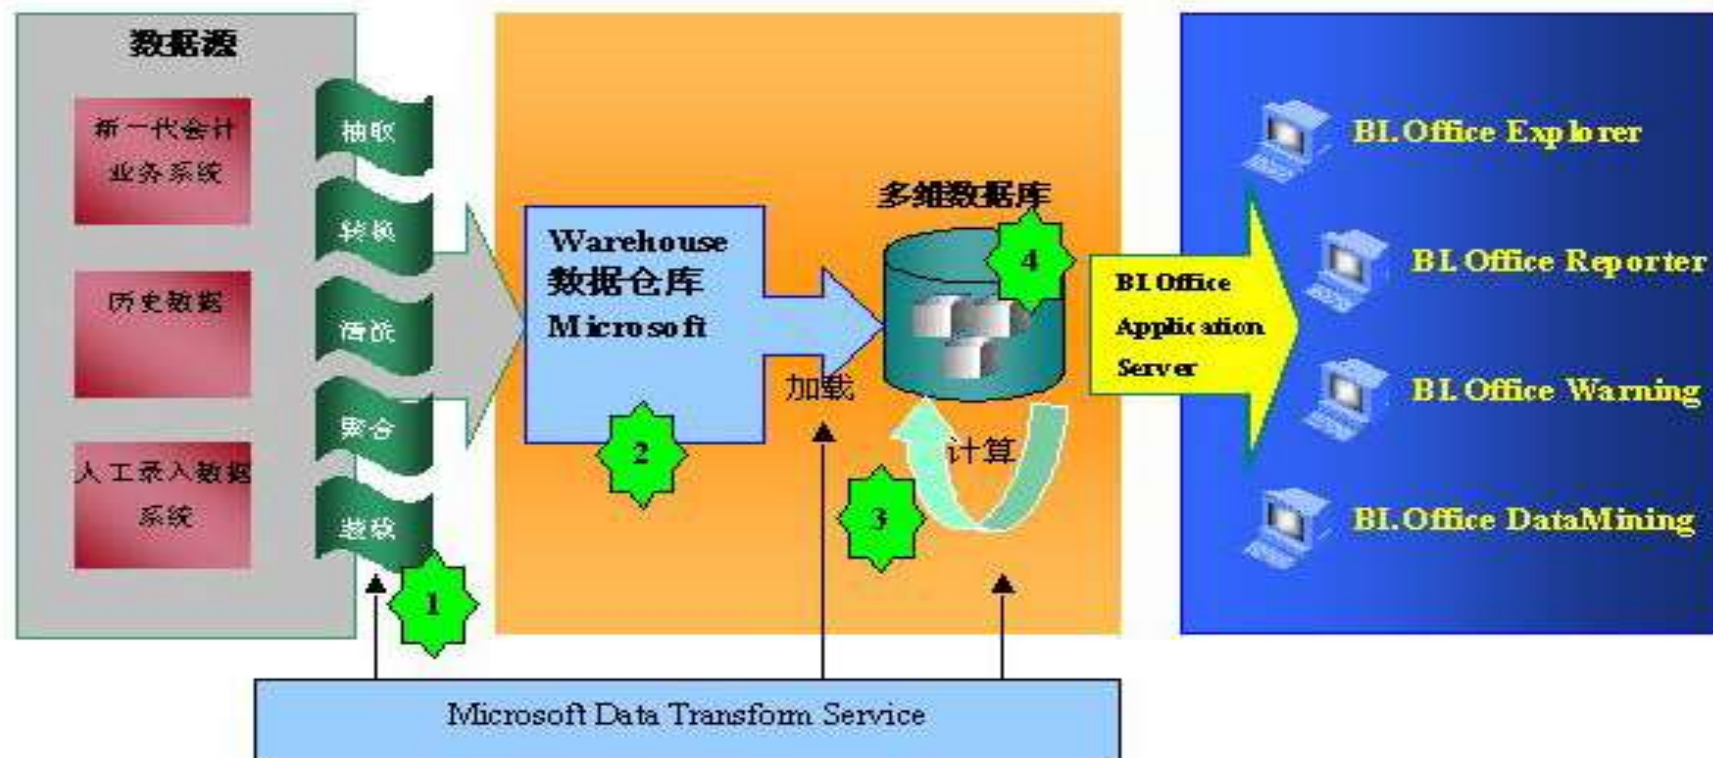 数据源
新一代会计
业务系统
历史数据
人工录入数据
系统
抽取
转换
清洗
聚合
装载
1
Warehouse
数据仓库
Microsoft
2
加载
多维数据库
4
计算
3
BI.Office
Application
Server
BI.Office Explorer
BI.Office Reporter
BI.Office Warning
BI.Office DataMining
Microsoft Data Transform Service